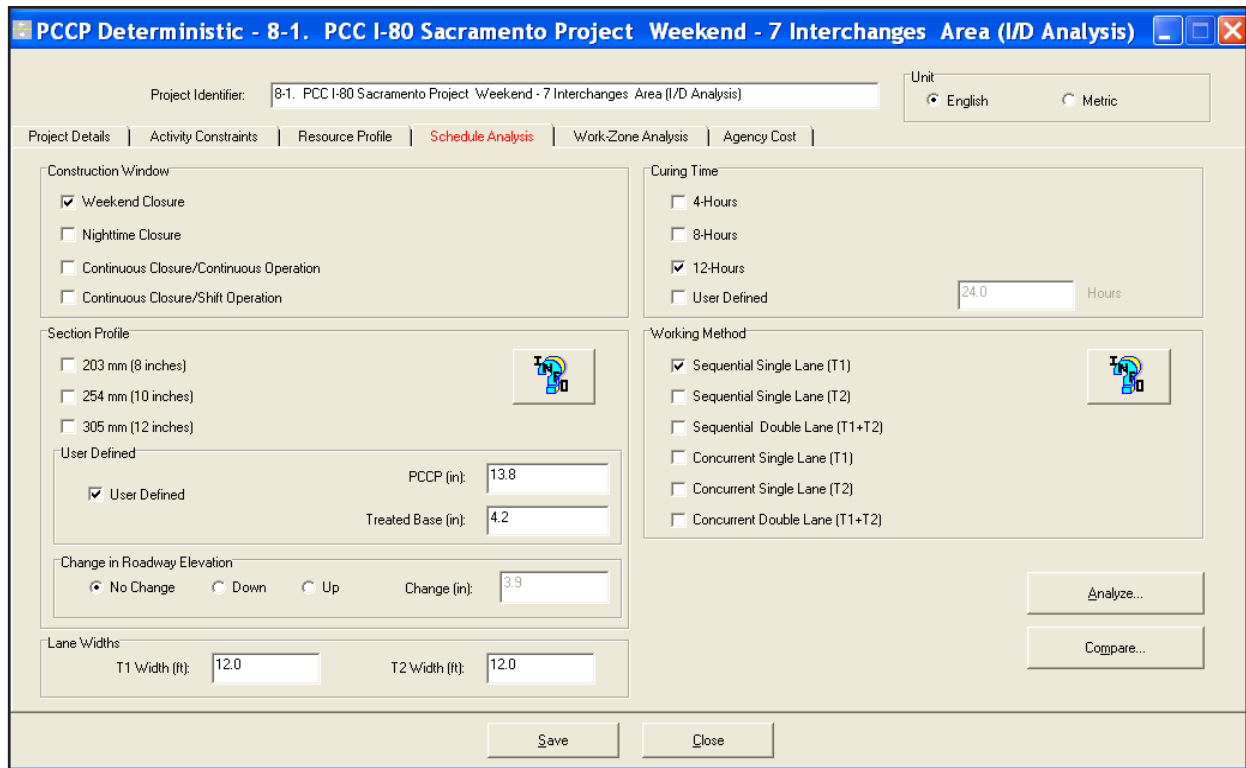 PCCP Deterministic - 8-1. PCC I-80 Sacramento Project Weekend - 7 Interchanges Area (I/D Analysis)
Project Identifier: 8-1. PCC I-80 Sacramento Project Weekend - 7 Interchanges Area (I/D Analysis)
Unit
English Metric
Project Details Activity Constraints Resource Profile Schedule Analysis Work-Zone Analysis Agency Cost
Construction Window
Weekend Closure
Nighttime Closure
Continuous Closure/Continuous Operation
Continuous Closure/Shift Operation
Curing Time
4-Hours
8-Hours
12-Hours
User Defined 24.0 Hours
Section Profile
203 mm (8 inches)
254 mm (10 inches)
305 mm (12 inches)
INFO
User Defined
User Defined
PCCP (in): 13.8
Treated Base (in): 4.2
Change in Roadway Elevation
No Change Down Up Change (in): 3.9
Lane Widths
T1 Width (ft): 12.0 T2 Width (ft): 12.0
Working Method
Sequential Single Lane (T1)
Sequential Single Lane (T2)
Sequential Double Lane (T1+T2)
Concurrent Single Lane (T1)
Concurrent Single Lane (T2)
Concurrent Double Lane (T1+T2)
INFO
Analyze...
Compare...
Save Close